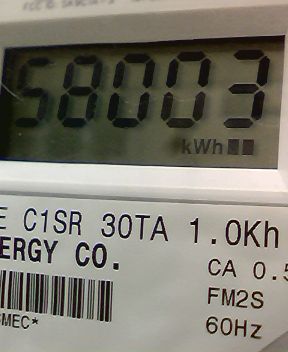 58003
kWh
E C1SR 30TA 1.0Kh
ERGY CO.
CA 0.5
FM2S
MEC*
60Hz